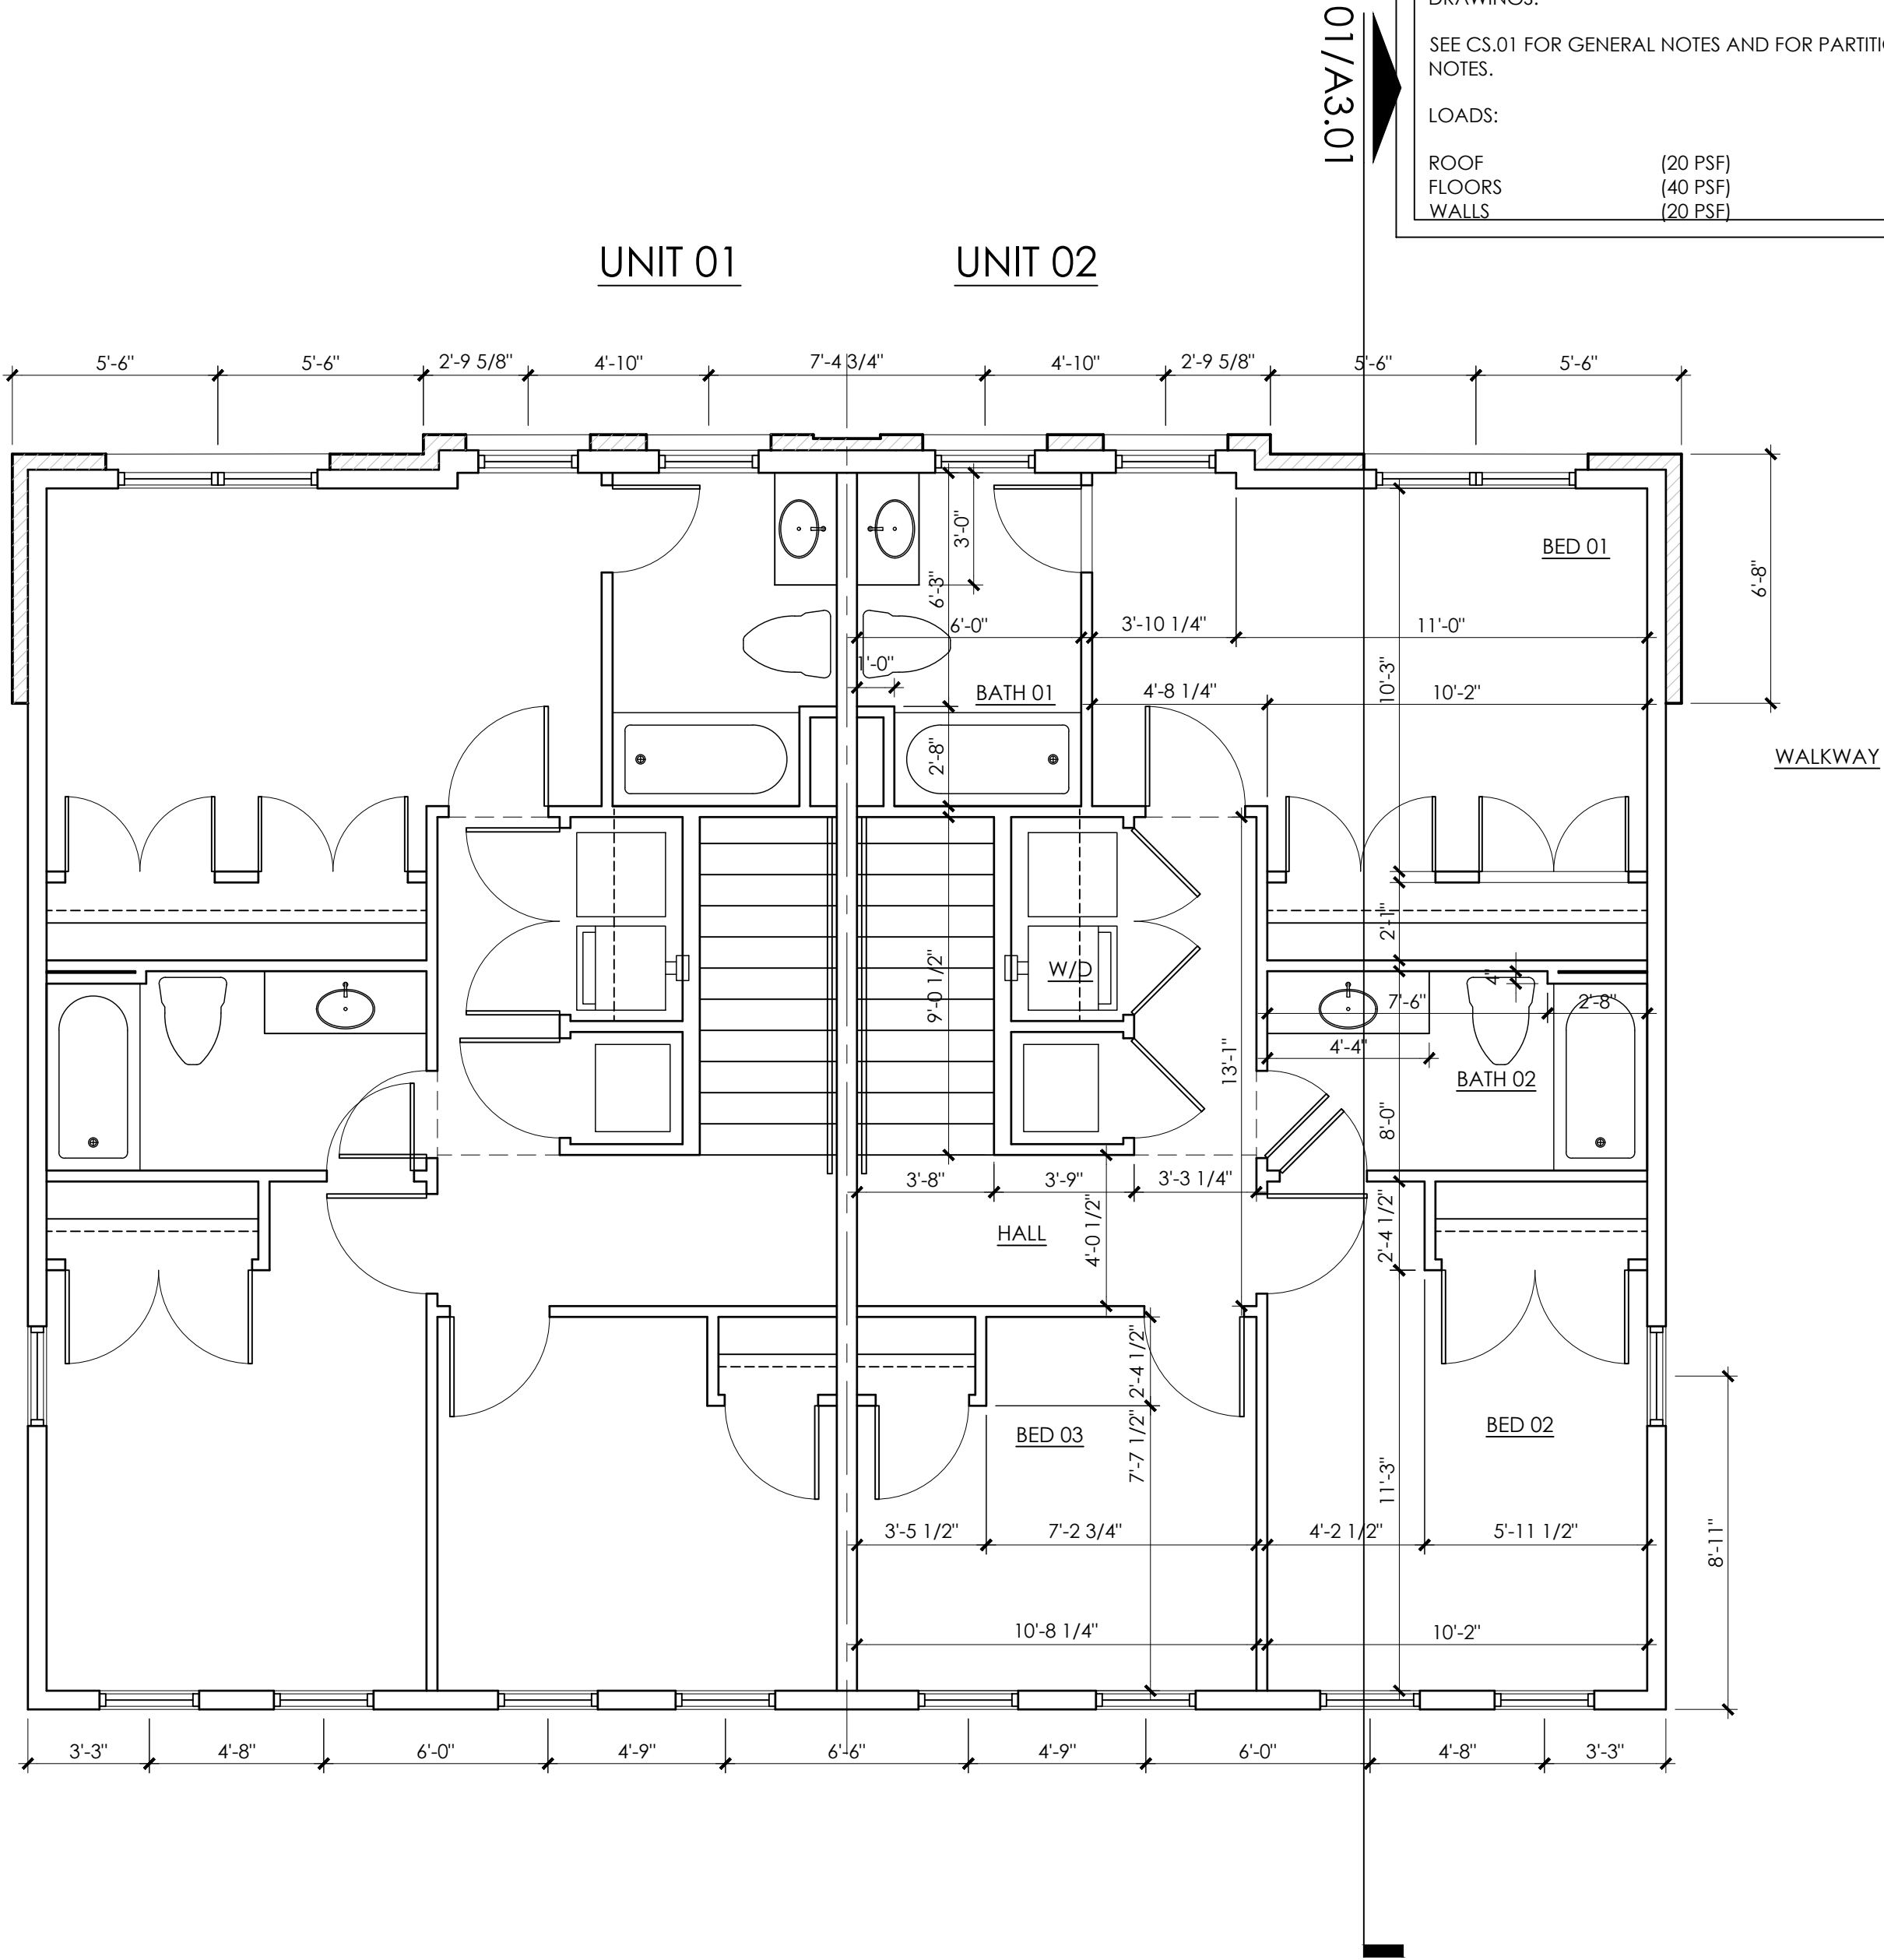 DRAWINGS.
SEE CS.01 FOR GENERAL NOTES AND FOR
NOTES.
LOADS:
ROOF (20 PSF)
FLOORS (40 PSF)
WALLS (20 PSF)
01/A3.01
UNIT 01 UNIT 02
5'-6" 5'-6" 2'-9 5/8" 4'-10" 7'-4 3/4" 4'-10" 2'-9 5/8" 5'-6" 5'-6"
3'-0"
BED 01
6'-8"
6'-3"
6'-0" 3'-10 1/4" 11'-0"
1'-0"
10'-3"
BATH 01 4'-8 1/4" 10'-2"
2'-8"
WALKWAY
2'-1"
W/D
4"
9'-0 1/2"
7'-6" 2'-8"
4'-4"
13'-1"
BATH 02
8'-0"
3'-8" 3'-9" 3'-3 1/4"
HALL
4'-0 1/2"
2'-4 1/2"
2'-4 1/2"
BED 03
BED 02
7'-7 1/2"
11'-3"
3'-5 1/2" 7'-2 3/4" 4'-2 1/2" 5'-11 1/2"
8'-11"
10'-8 1/4" 10'-2"
3'-3" 4'-8" 6'-0" 4'-9" 6'-6" 4'-9" 6'-0" 4'-8" 3'-3"